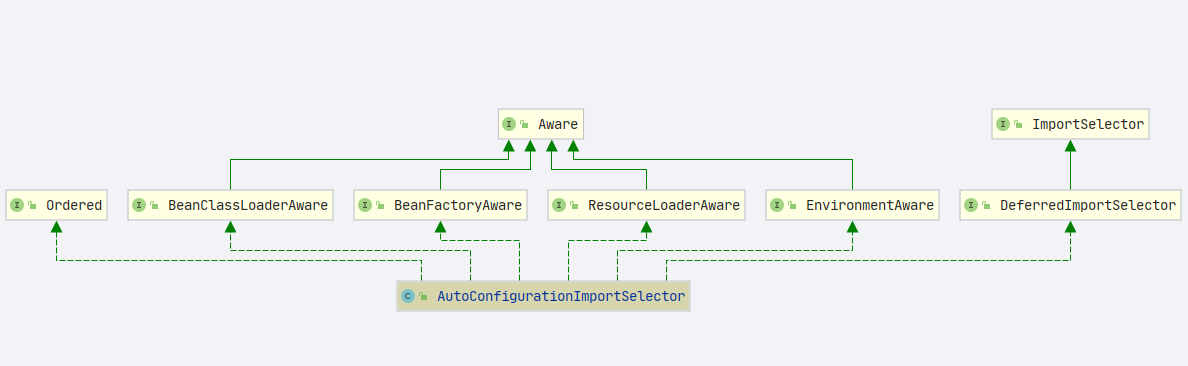 I Aware
I ImportSelector
I Ordered
I BeanClassLoaderAware
I BeanFactoryAware
I ResourceLoaderAware
I EnvironmentAware
I DeferredImportSelector
C AutoConfigurationImportSelector